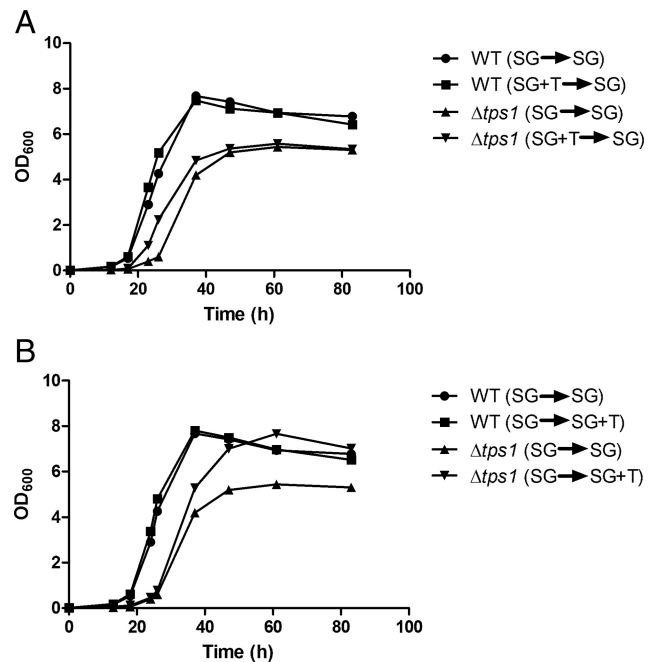 A
10
8
6
4
2
0
OD600
0 20 40 60 80 100
Time (h)
WT (SG→SG)
WT (SG+T→SG)
Δtps1 (SG→SG)
Δtps1 (SG+T→SG)
B
10
8
6
4
2
0
OD600
0 20 40 60 80 100
Time (h)
WT (SG→SG)
WT (SG→SG+T)
Δtps1 (SG→SG)
Δtps1 (SG→SG+T)